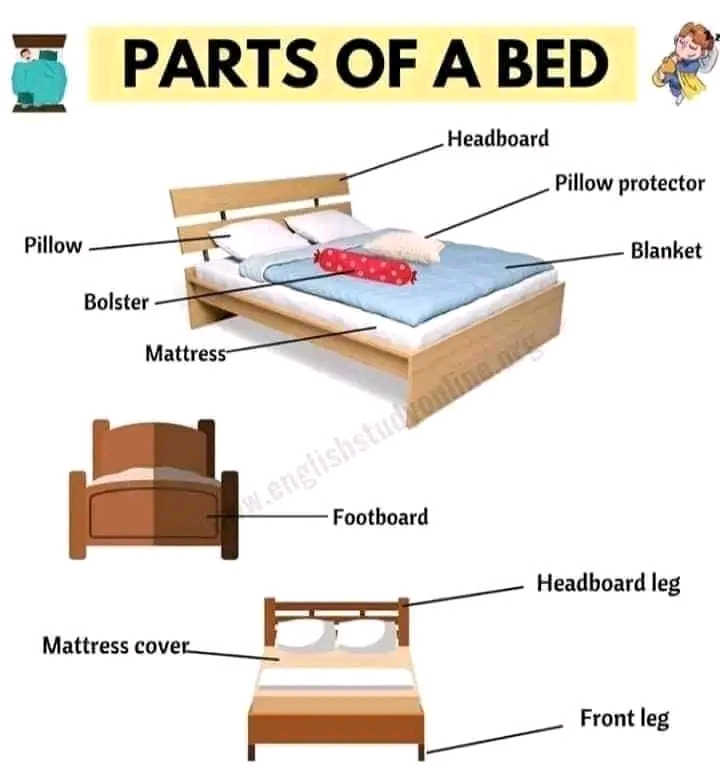 PARTS OF A BED
Headboard
Pillow protector
Pillow
Blanket
Bolster
Mattress
www.englishstudyonline.org
Footboard
Headboard leg
Mattress cover
Front leg